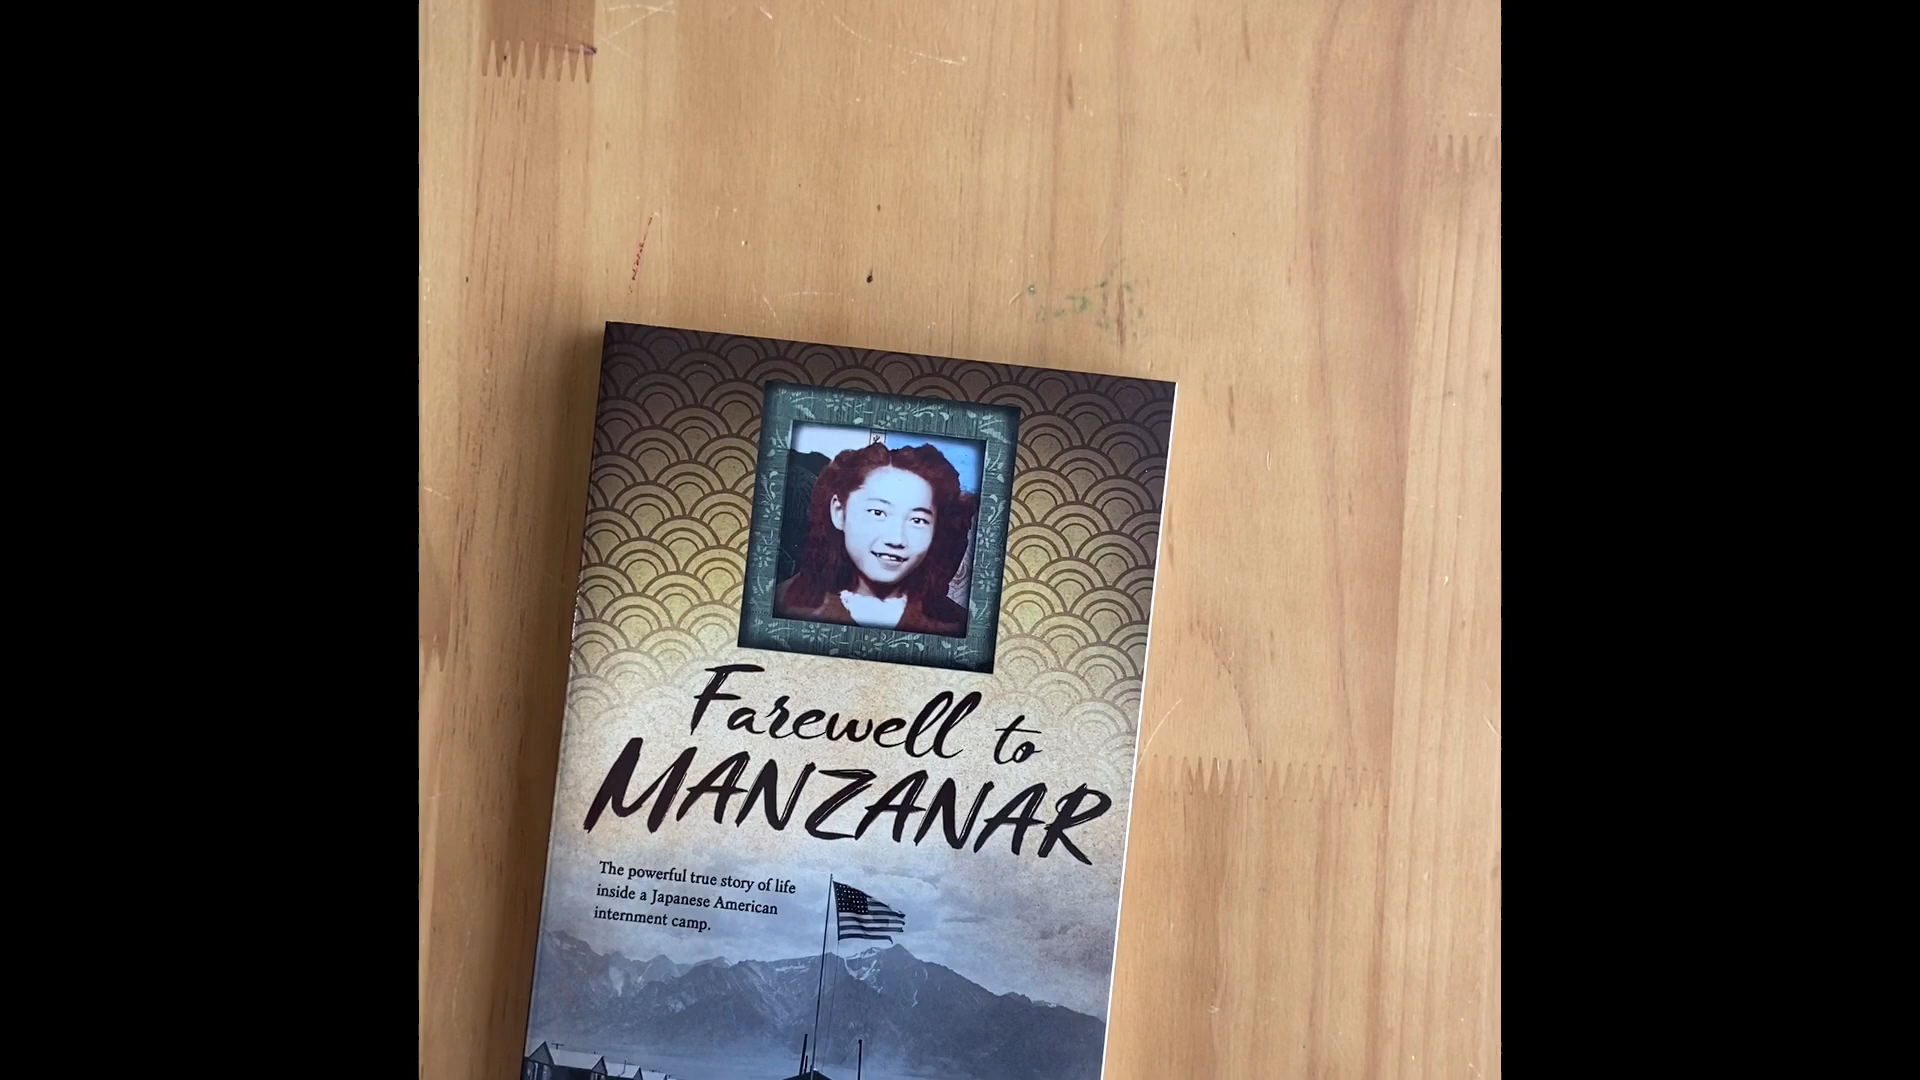 Farewell to
MANZANAR
The powerful true story of life
inside a Japanese American
internment camp.